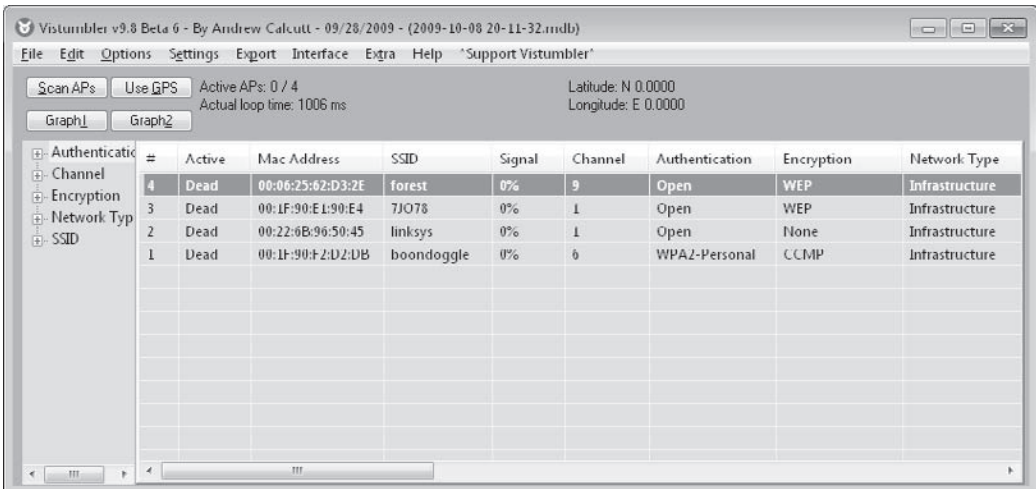 Vistumbler v9.8 Beta 6 - By Andrew Calcutt - 09/28/2009 - (2009-10-08 20-11-32.mdb)
File Edit Options Settings Export Interface Extra Help *Support Vistumbler*
Scan APs Use GPS Active APs: 0 / 4 Latitude: N 0.0000
Actual loop time: 1006 ms Longitude: E 0.0000
Graph1 Graph2
Authenticatic
Channel
Encryption
Network Typ
SSID
# Active Mac Address SSID Signal Channel Authentication Encryption Network Type
4 Dead 00:06:25:62:D3:2E forest 0% 9 Open WEP Infrastructure
3 Dead 00:1F:90:E1:90:E4 7JO78 0% 1 Open WEP Infrastructure
2 Dead 00:22:6B:96:50:45 linksys 0% 1 Open None Infrastructure
1 Dead 00:1F:90:F2:D2:DB boondoggle 0% 6 WPA2-Personal CCMP Infrastructure